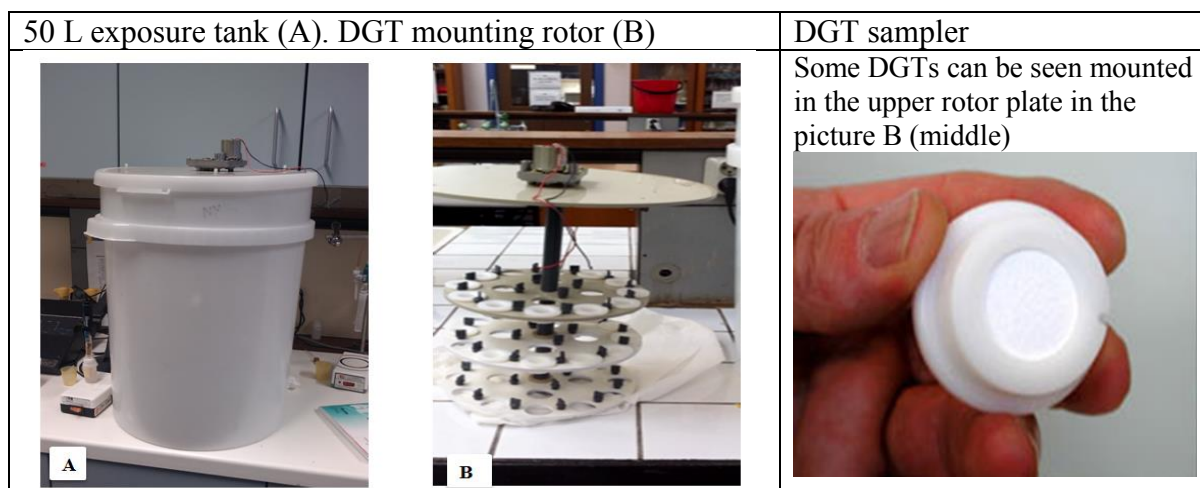 50 L exposure tank (A). DGT mounting rotor (B)
DGT sampler
Some DGTs can be seen mounted
in the upper rotor plate in the
picture B (middle)
A
B